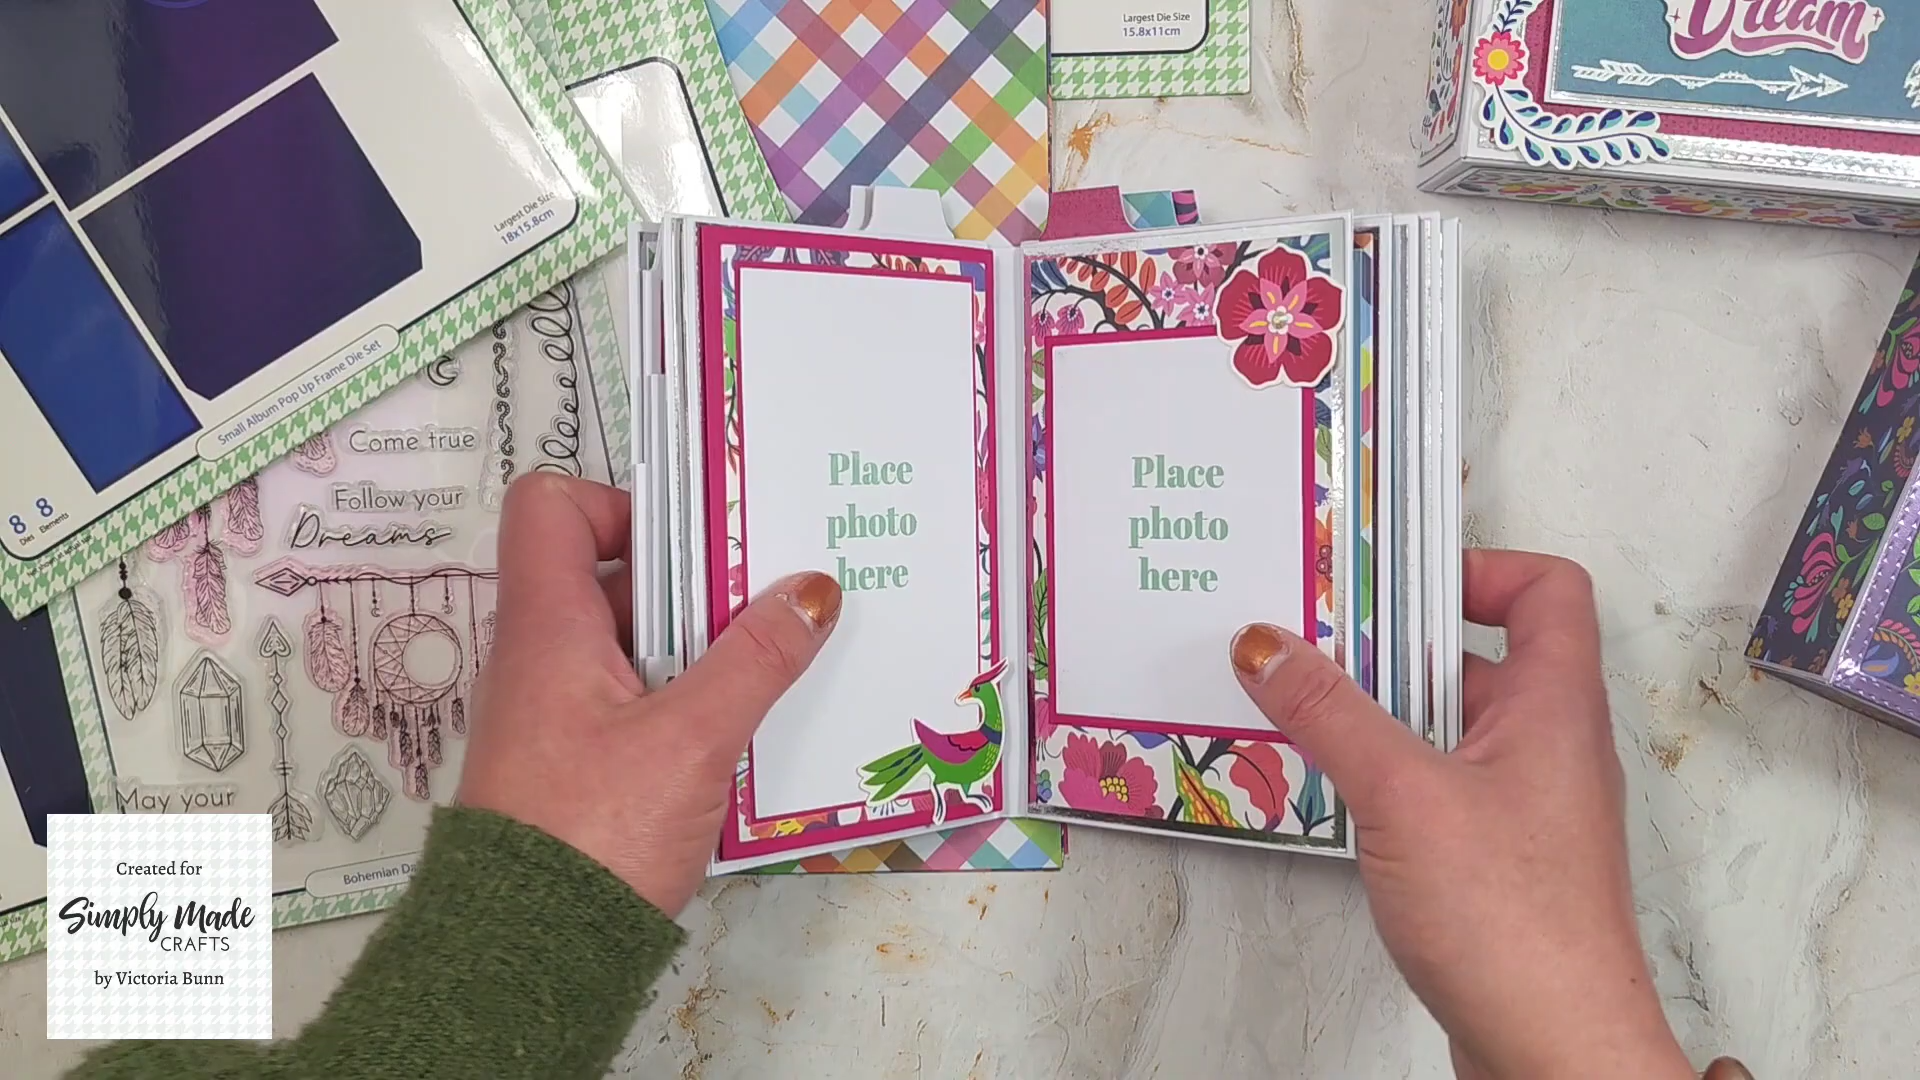 Largest Die Size
15.8x11cm
Dream
Largest Die Size
18x15.8cm
Small Album Pop Up Frame Die Set
8 8
Dies Elements
Come true
Follow your
Dreams
May your
Bohemian
Place
photo
here
Place
photo
here
Created for
Simply Made
CRAFTS
by Victoria Bunn